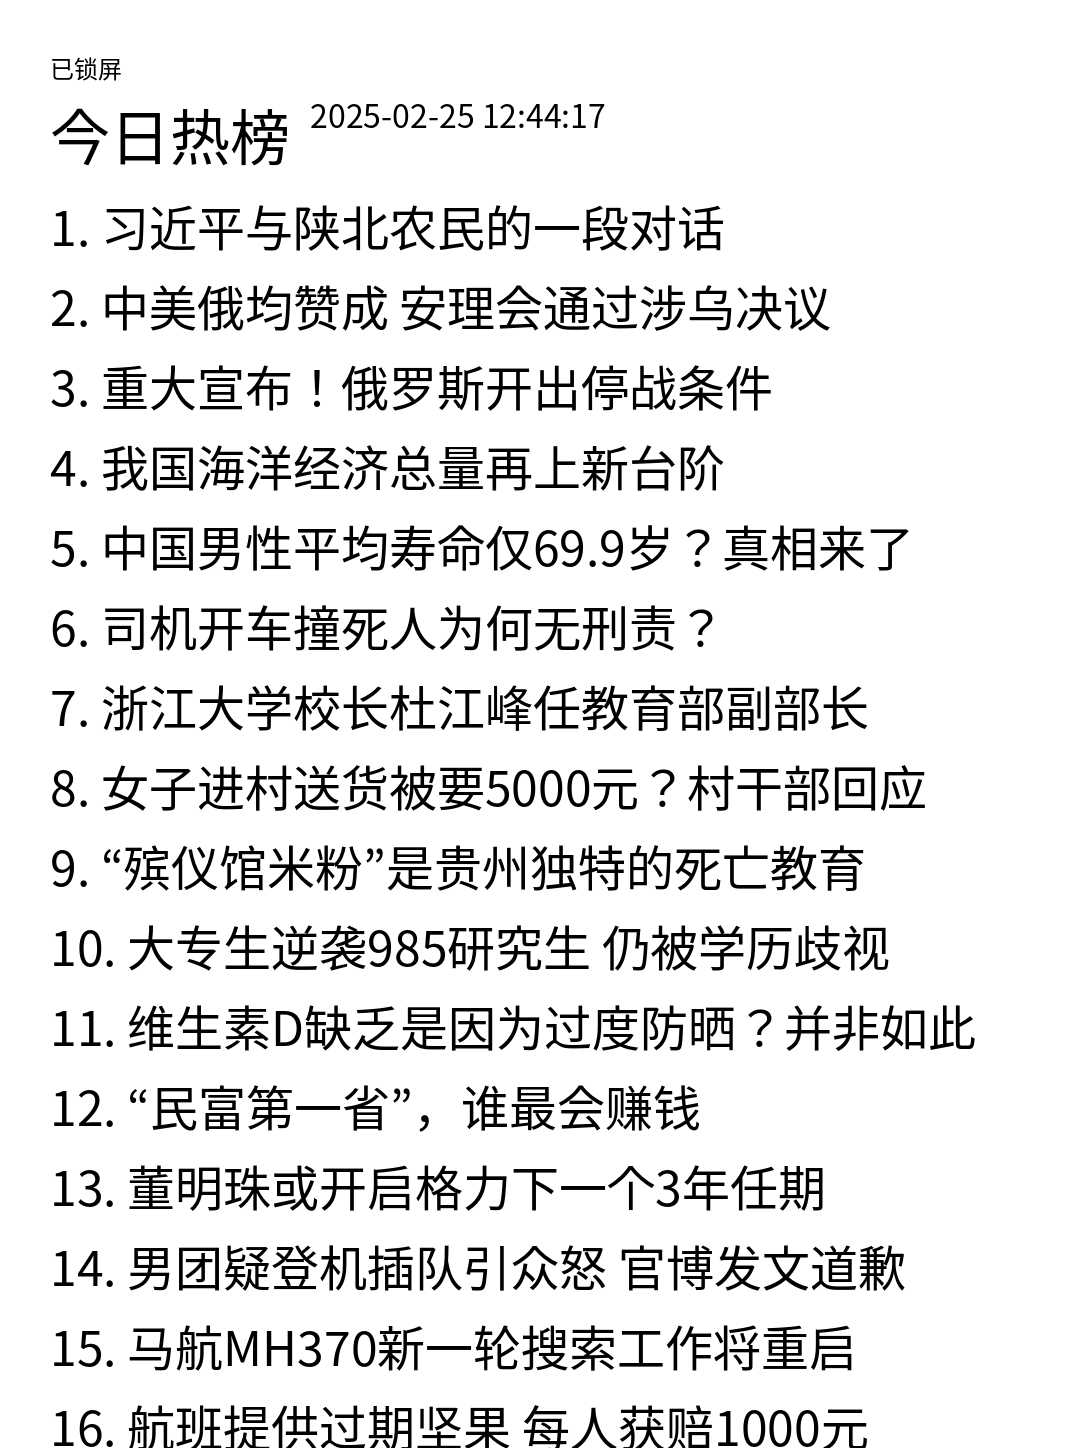 已锁屏
今日热榜 2025-02-25 12:44:17
1. 习近平与陕北农民的一段对话
2. 中美俄均赞成 安理会通过涉乌决议
3. 重大宣布！俄罗斯开出停战条件
4. 我国海洋经济总量再上新台阶
5. 中国男性平均寿命仅69.9岁？真相来了
6. 司机开车撞死人为何无刑责？
7. 浙江大学校长杜江峰任教育部副部长
8. 女子进村送货被要5000元？村干部回应
9. “殡仪馆米粉”是贵州独特的死亡教育
10. 大专生逆袭985研究生 仍被学历歧视
11. 维生素D缺乏是因为过度防晒？并非如此
12. “民富第一省”，谁最会赚钱
13. 董明珠或开启格力下一个3年任期
14. 男团疑登机插队引众怒 官博发文道歉
15. 马航MH370新一轮搜索工作将重启
16. 航班提供过期坚果 每人获赔1000元